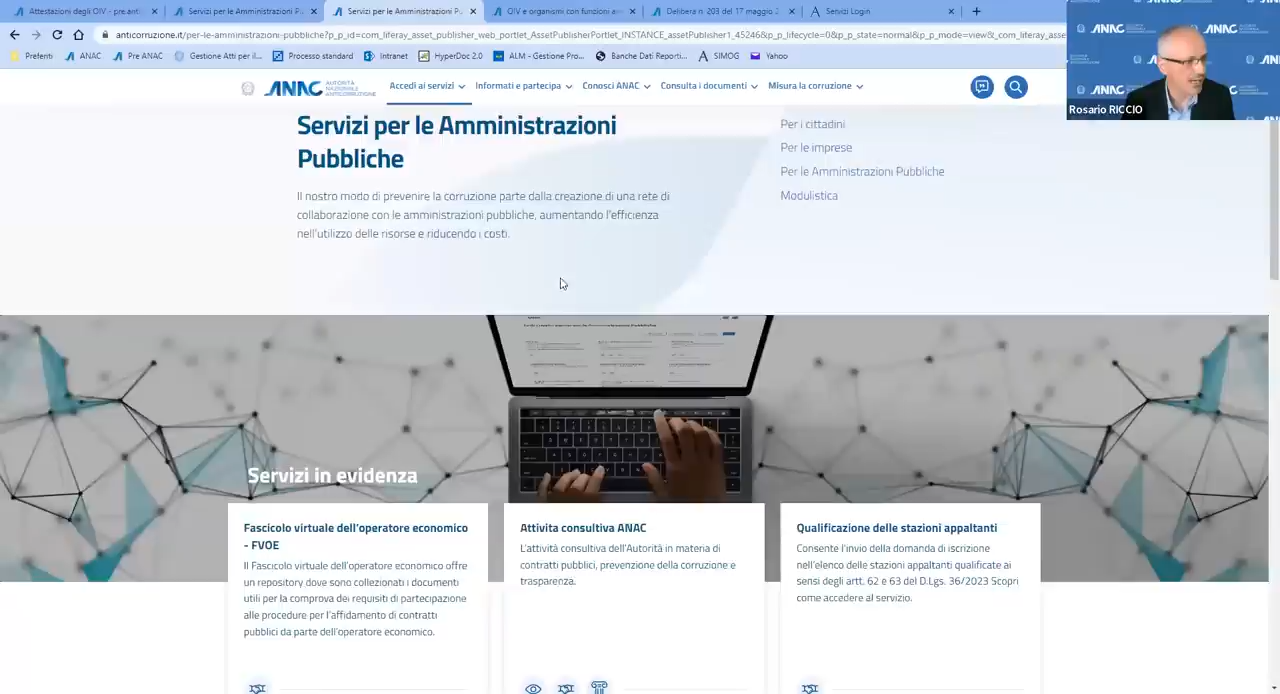 Attestazioni degli OIV - pre.anti
Servizi per le Amministrazioni Pu
Servizi per le Amministrazioni Pu
OIV e organismi con funzioni an
Delibera n. 203 del 17 maggio 2
Servizi Login
anticorruzione.it/per-le-amministrazioni-pubbliche?p_p_id=com_liferay_asset_publisher_web_portlet_AssetPublisherPortlet_INSTANCE_assetPublisher1_45246&p_p_lifecycle=0&p_p_state=normal&p_p_mode=view&_com_liferay_asse
Preferiti
ANAC
Pre ANAC
Gestione Atti per il...
Processo standard
Intranet
HyperDoc 2.0
ALM - Gestione Pro...
Banche Dati Reporti...
SIMOG
Yahoo
ANAC AUTORITÀ
NAZIONALE
ANTICORRUZIONE
Accedi ai servizi
Informati e partecipa
Conosci ANAC
Consulta i documenti
Misura la corruzione
ANAC
ANAC
ANAC
Rosario RICCIO
Servizi per le Amministrazioni
Pubbliche
Il nostro modo di prevenire la corruzione parte dalla creazione di una rete di
collaborazione con le amministrazioni pubbliche, aumentando l'efficienza
nell'utilizzo delle risorse e riducendo i costi.
Per i cittadini
Per le imprese
Per le Amministrazioni Pubbliche
Modulistica
Servizi in evidenza
Fascicolo virtuale dell'operatore economico
- FVOE
Il Fascicolo virtuale dell'operatore economico offre
un repository dove sono collezionati i documenti
utili per la comprova dei requisiti di partecipazione
alle procedure per l'affidamento di contratti
pubblici da parte dell'operatore economico.
Attivita consultiva ANAC
L'attività consultiva dell'Autorità in materia di
contratti pubblici, prevenzione della corruzione e
trasparenza.
Qualificazione delle stazioni appaltanti
Consente l'invio della domanda di iscrizione
nell'elenco delle stazioni appaltanti qualificate ai
sensi degli artt. 62 e 63 del D.Lgs. 36/2023 Scopri
come accedere al servizio.